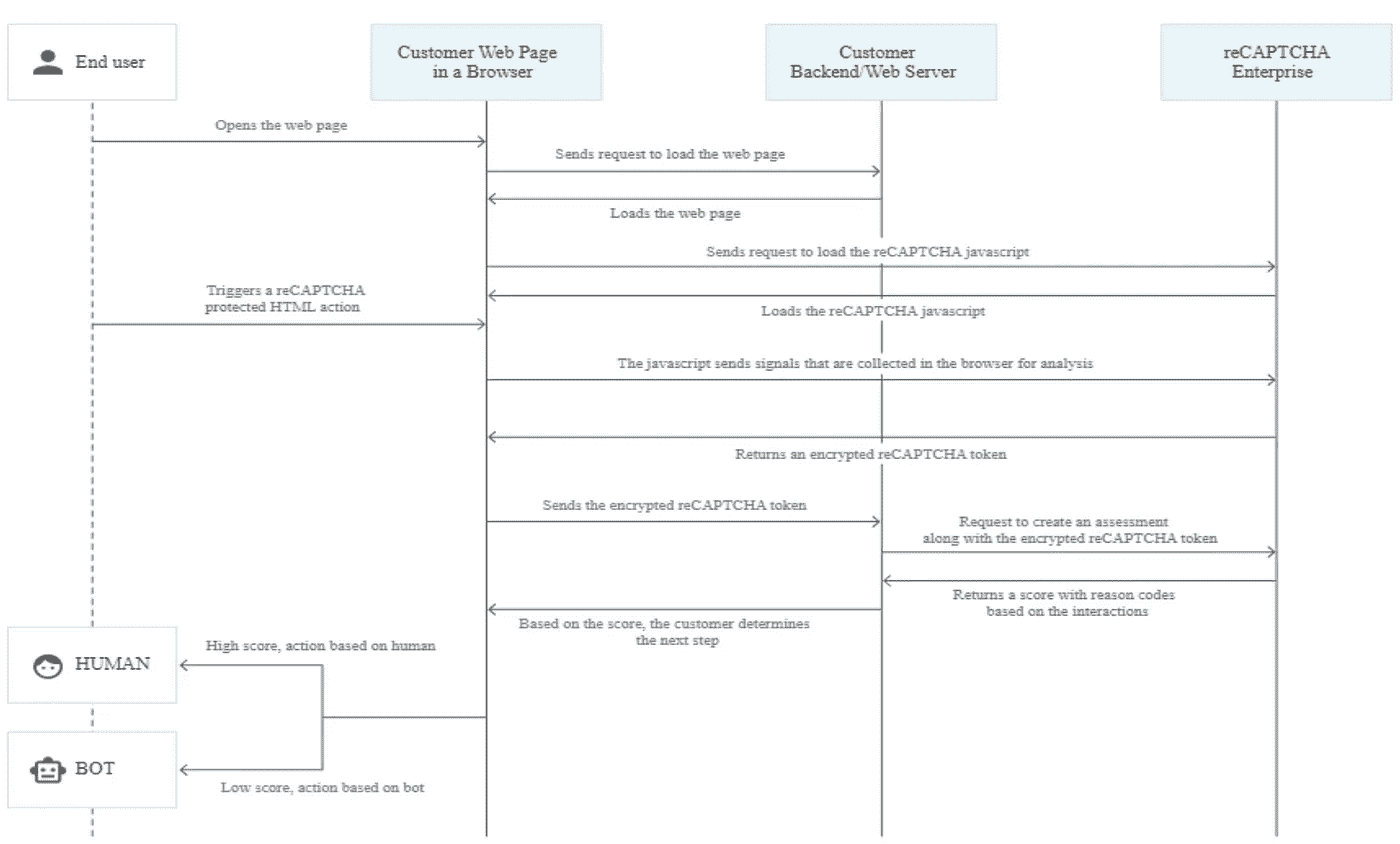 End user
Customer Web Page
in a Browser
Customer
Backend/Web Server
reCAPTCHA
Enterprise
Opens the web page
Sends request to load the web page
Loads the web page
Sends request to load the reCAPTCHA javascript
Triggers a reCAPTCHA
protected HTML action
Loads the reCAPTCHA javascript
The javascript sends signals that are collected in the browser for analysis
Returns an encrypted reCAPTCHA token
Sends the encrypted reCAPTCHA token
Request to create an assessment
along with the encrypted reCAPTCHA token
Returns a score with reason codes
based on the interactions
Based on the score, the customer determines
the next step
High score, action based on human
HUMAN
BOT
Low score, action based on bot